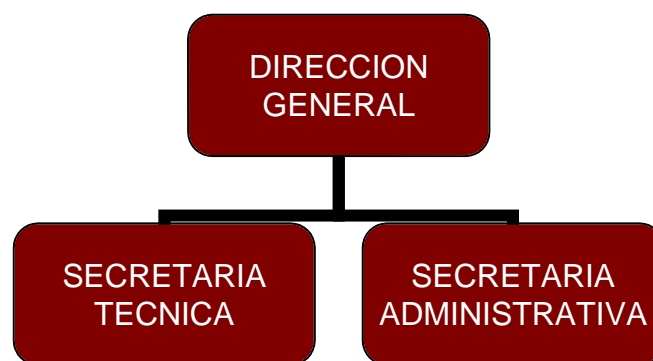 DIRECCION
GENERAL
SECRETARIA
TECNICA
SECRETARIA
ADMINISTRATIVA